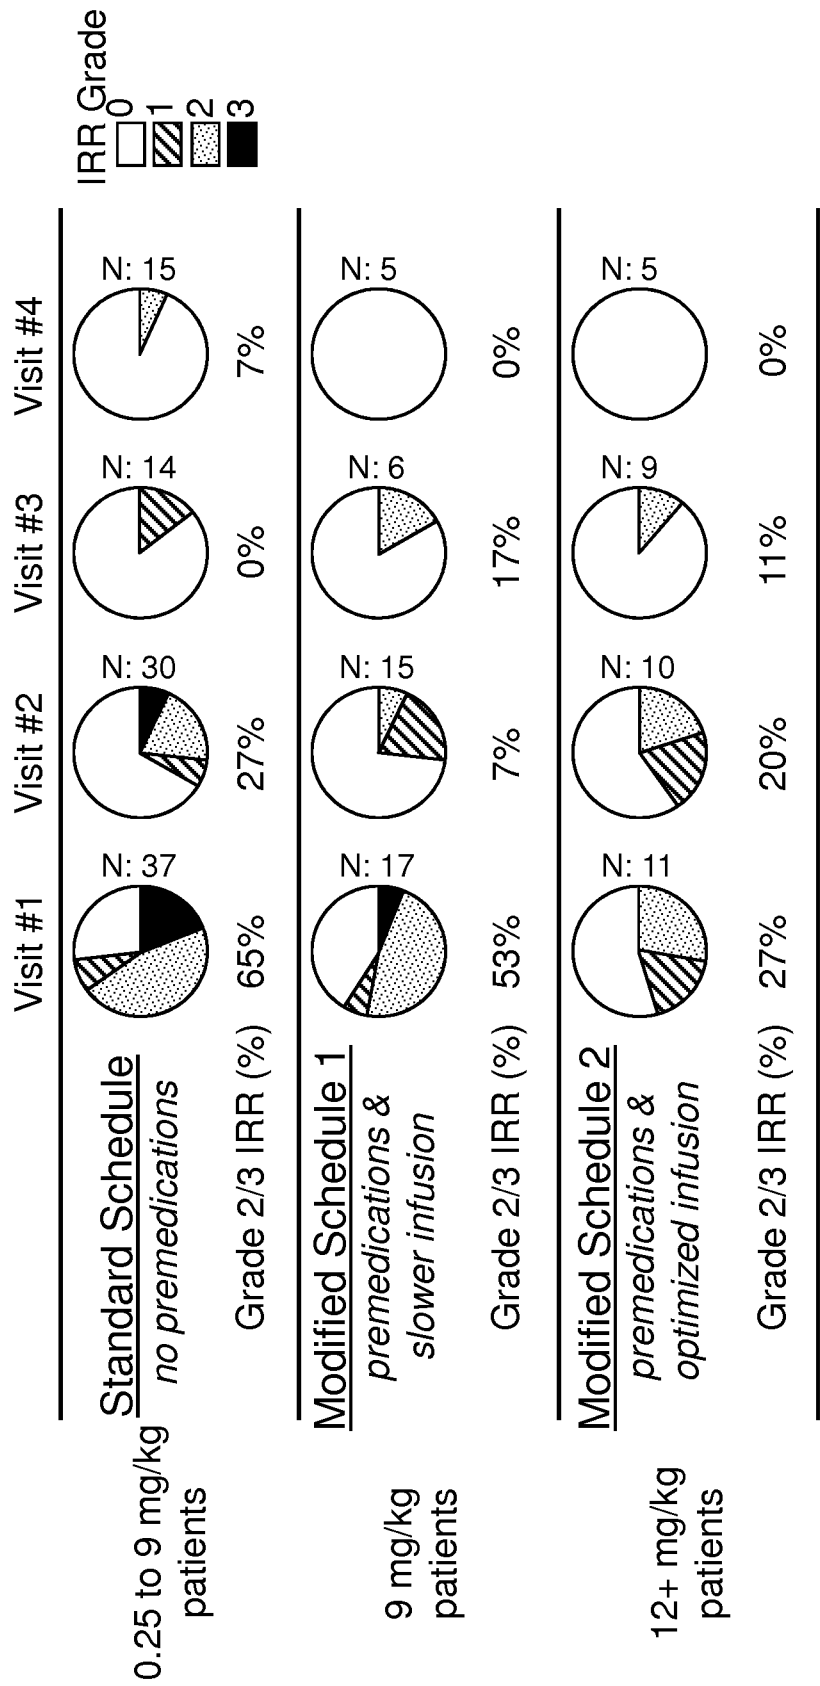 Visit #1 Visit #2 Visit #3 Visit #4
IRR Grade
0
1
2
3
0.25 to 9 mg/kg
patients
Standard Schedule
no premedications
N: 37 N: 30 N: 14 N: 15
Grade 2/3 IRR (%) 65% 27% 0% 7%
9 mg/kg
patients
Modified Schedule 1
premedications &
slower infusion
N: 17 N: 15 N: 6 N: 5
Grade 2/3 IRR (%) 53% 7% 17% 0%
12+ mg/kg
patients
Modified Schedule 2
premedications &
optimized infusion
N: 11 N: 10 N: 9 N: 5
Grade 2/3 IRR (%) 27% 20% 11% 0%